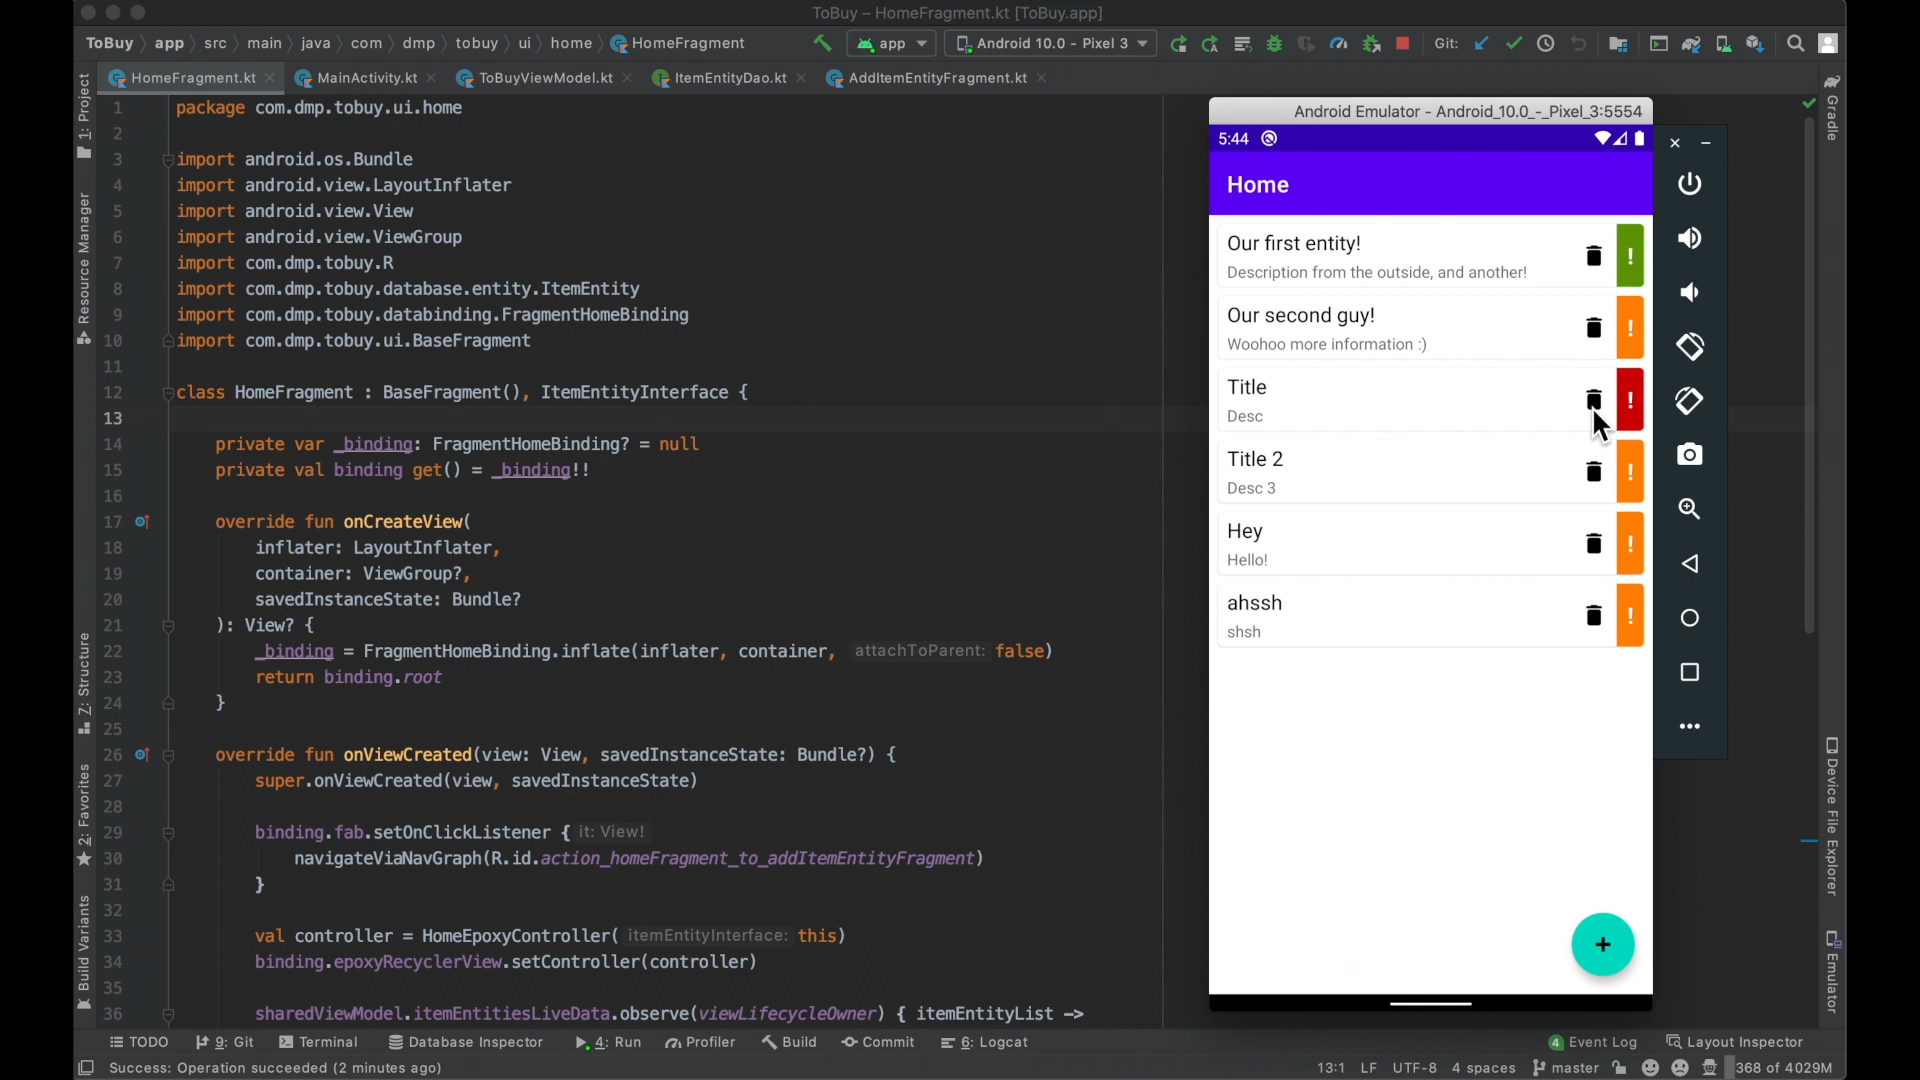 ToBuy – HomeFragment.kt [ToBuy.app]
ToBuy app src main java com dmp tobuy ui home HomeFragment app Android 10.0 - Pixel 3 Git:
HomeFragment.kt MainActivity.kt ToBuyViewModel.kt ItemEntityDao.kt AddItemEntityFragment.kt
1: Project
Resource Manager
Z: Structure
2: Favorites
Build Variants
1 package com.dmp.tobuy.ui.home
2
3 import android.os.Bundle
4 import android.view.LayoutInflater
5 import android.view.View
6 import android.view.ViewGroup
7 import com.dmp.tobuy.R
8 import com.dmp.tobuy.database.entity.ItemEntity
9 import com.dmp.tobuy.databinding.FragmentHomeBinding
10 import com.dmp.tobuy.ui.BaseFragment
11
12 class HomeFragment : BaseFragment(), ItemEntityInterface {
13
14 private var _binding: FragmentHomeBinding? = null
15 private val binding get() = _binding!!
16
17 override fun onCreateView(
18 inflater: LayoutInflater,
19 container: ViewGroup?,
20 savedInstanceState: Bundle?
21 ): View? {
22 _binding = FragmentHomeBinding.inflate(inflater, container, attachToParent: false)
23 return binding.root
24 }
25
26 override fun onViewCreated(view: View, savedInstanceState: Bundle?) {
27 super.onViewCreated(view, savedInstanceState)
28
29 binding.fab.setOnClickListener { it: View!
30 navigateViaNavGraph(R.id.action_homeFragment_to_addItemEntityFragment)
31 }
32
33 val controller = HomeEpoxyController( itemEntityInterface: this)
34 binding.epoxyRecyclerView.setController(controller)
35
36 sharedViewModel.itemEntitiesLiveData.observe(viewLifecycleOwner) { itemEntityList ->
Android Emulator - Android_10.0_-_Pixel_3:5554
5:44
Home
Our first entity!
Description from the outside, and another!
!
Our second guy!
Woohoo more information :)
!
Title
Desc
!
Title 2
Desc 3
!
Hey
Hello!
!
ahssh
shsh
!
+
Gradle
Device File Explorer
Emulator
TODO 9: Git Terminal Database Inspector 4: Run Profiler Build Commit 6: Logcat 4 Event Log Layout Inspector
Success: Operation succeeded (2 minutes ago) 13:1 LF UTF-8 4 spaces master 368 of 4029M